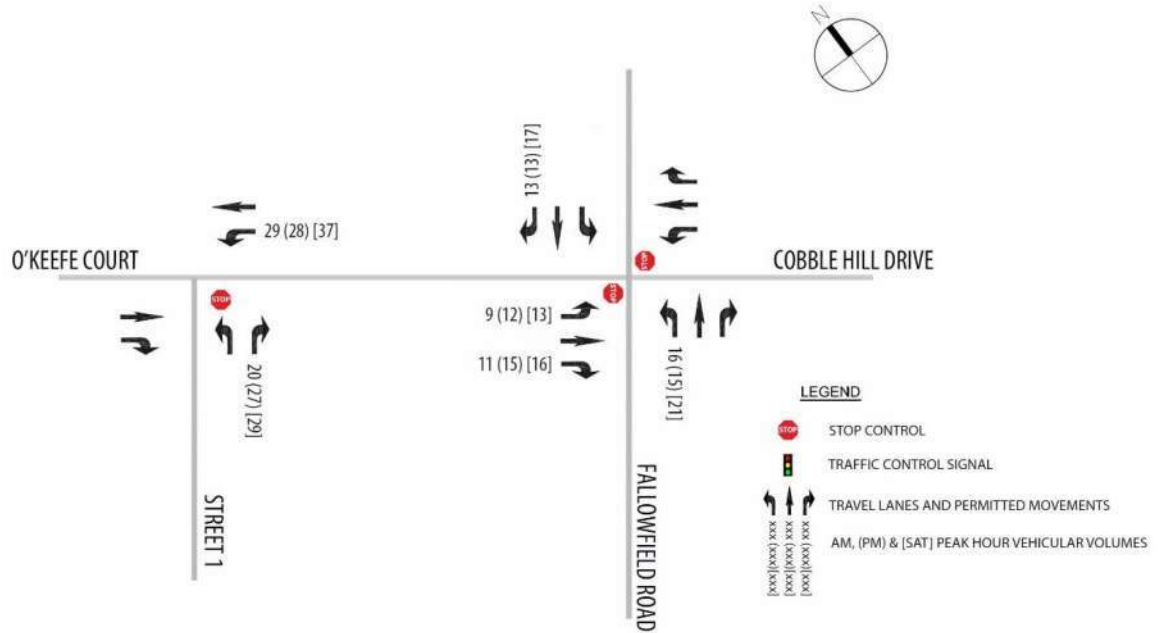 N
13 (13) [17]
29 (28) [37]
O'KEEFE COURT
COBBLE HILL DRIVE
STOP
STOP
STOP
9 (12) [13]
11 (15) [16]
20 (27) [29]
16 (15) [21]
STREET 1
FALLOWFIELD ROAD
LEGEND
STOP
STOP CONTROL
TRAFFIC CONTROL SIGNAL
TRAVEL LANES AND PERMITTED MOVEMENTS
xxx (xxx)[xxx]
xxx (xxx)[xxx]
xxx (xxx)[xxx]
AM, (PM) & [SAT] PEAK HOUR VEHICULAR VOLUMES